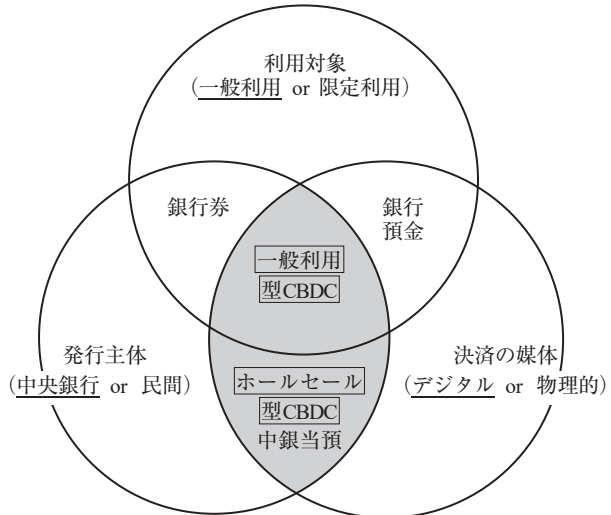 利用対象
（一般利用 or 限定利用）
銀行券
銀行
預金
一般利用
型CBDC
発行主体
（中央銀行 or 民間）
決済の媒体
（デジタル or 物理的）
ホールセール
型CBDC
中銀当預